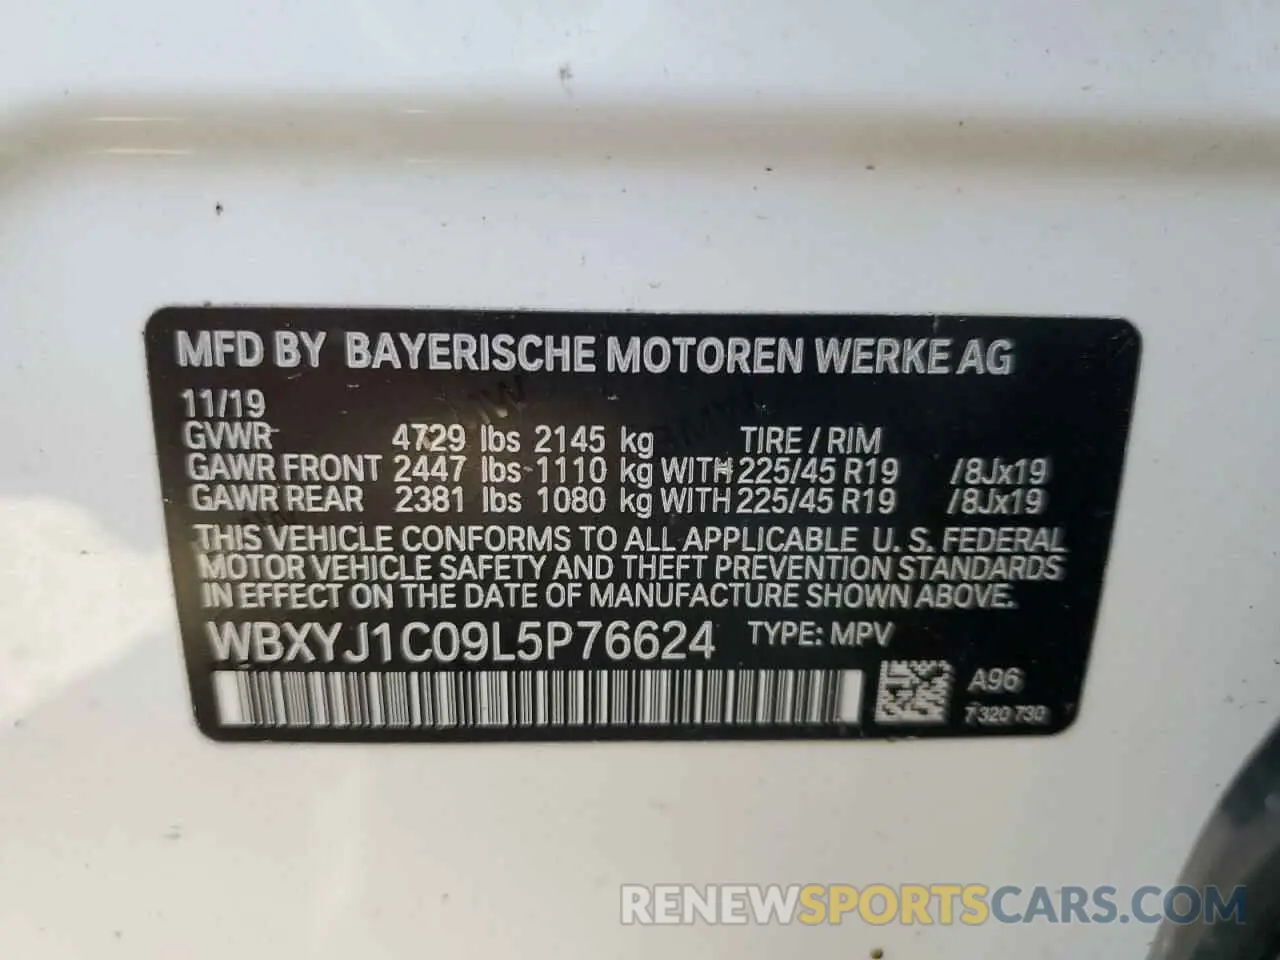 MFD BY BAYERISCHE MOTOREN WERKE AG
11/19
GVWR 4729 lbs 2145 kg TIRE / RIM
GAWR FRONT 2447 lbs 1110 kg WITH 225/45 R19 /8Jx19
GAWR REAR 2381 lbs 1080 kg WITH 225/45 R19 /8Jx19
THIS VEHICLE CONFORMS TO ALL APPLICABLE U. S. FEDERAL
MOTOR VEHICLE SAFETY AND THEFT PREVENTION STANDARDS
IN EFFECT ON THE DATE OF MANUFACTURE SHOWN ABOVE.
WBXYJ1C09L5P76624 TYPE: MPV
A96
7 320 730
RENEWSPORTSCARS.COM